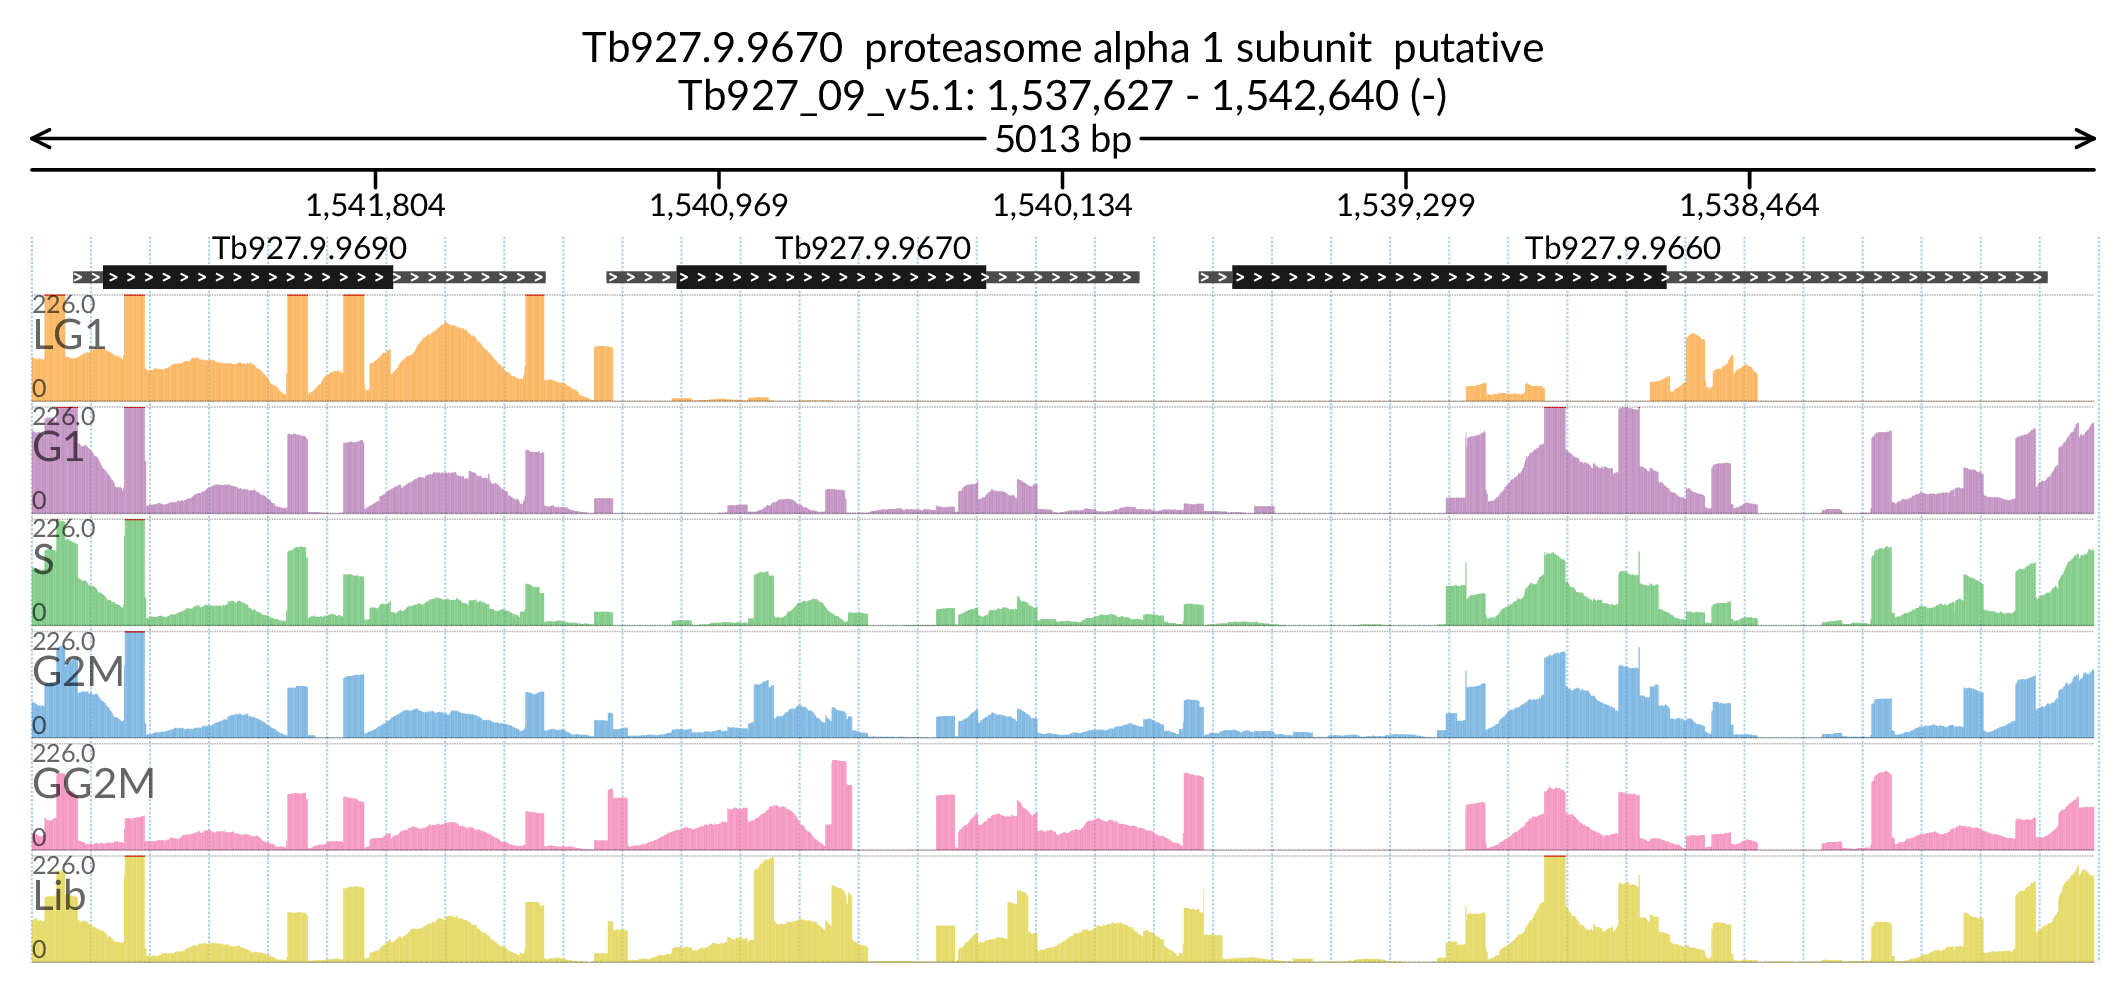 Tb927.9.9670  proteasome alpha 1 subunit  putative
Tb927_09_v5.1: 1,537,627 - 1,542,640 (-)
5013 bp
1,541,804 1,540,969 1,540,134 1,539,299 1,538,464
Tb927.9.9690 Tb927.9.9670 Tb927.9.9660
226.0
LG1
0
226.0
G1
0
226.0
S
0
226.0
G2M
0
226.0
GG2M
0
226.0
Lib
0